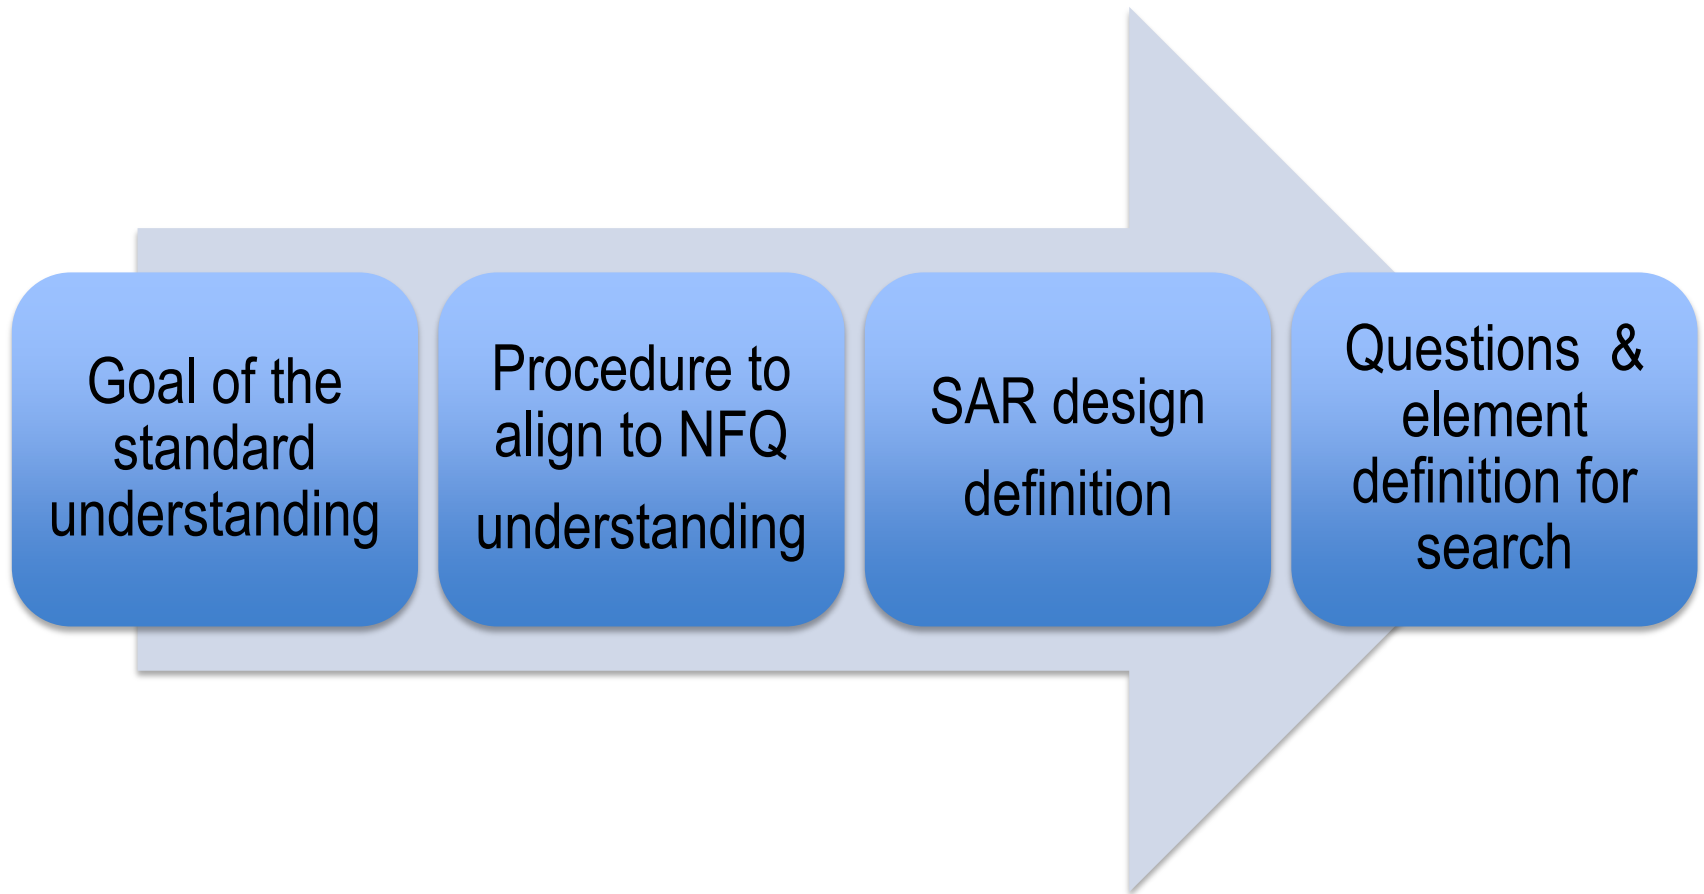 Goal of the
standard
understanding
Procedure to
align to NFQ
understanding
SAR design
definition
Questions  &
element
definition for
search